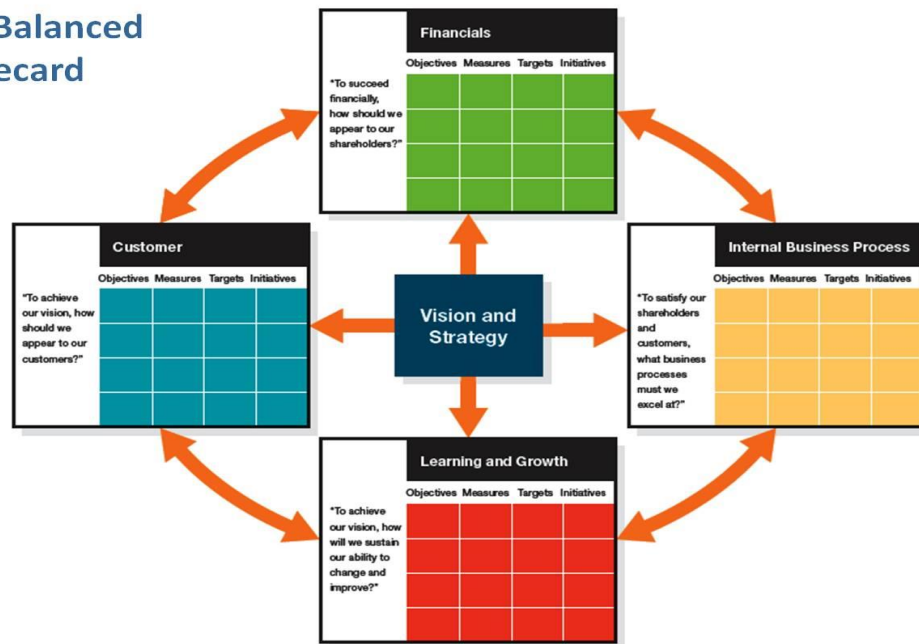 Balanced
ecard
Financials
Objectives Measures Targets Initiatives
"To succeed
financially,
how should we
appear to our
shareholders?"
Customer
Objectives Measures Targets Initiatives
"To achieve
our vision, how
should we
appear to our
customers?"
Vision and
Strategy
Internal Business Process
Objectives Measures Targets Initiatives
"To satisfy our
shareholders
and
customers,
what business
processes
must we
excel at?"
Learning and Growth
Objectives Measures Targets Initiatives
"To achieve
our vision, how
will we sustain
our ability to
change and
improve?"